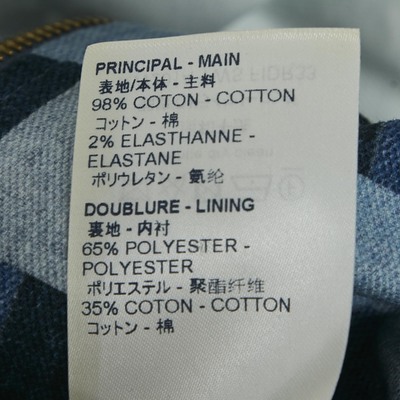 PRINCIPAL - MAIN
表地/本体 - 主料
98% COTON - COTTON
コットン - 棉
2% ELASTHANNE -
ELASTANE
ポリウレタン - 氨纶
DOUBLURE - LINING
裏地 - 内衬
65% POLYESTER -
POLYESTER
ポリエステル - 聚酯纤维
35% COTON - COTTON
コットン - 棉